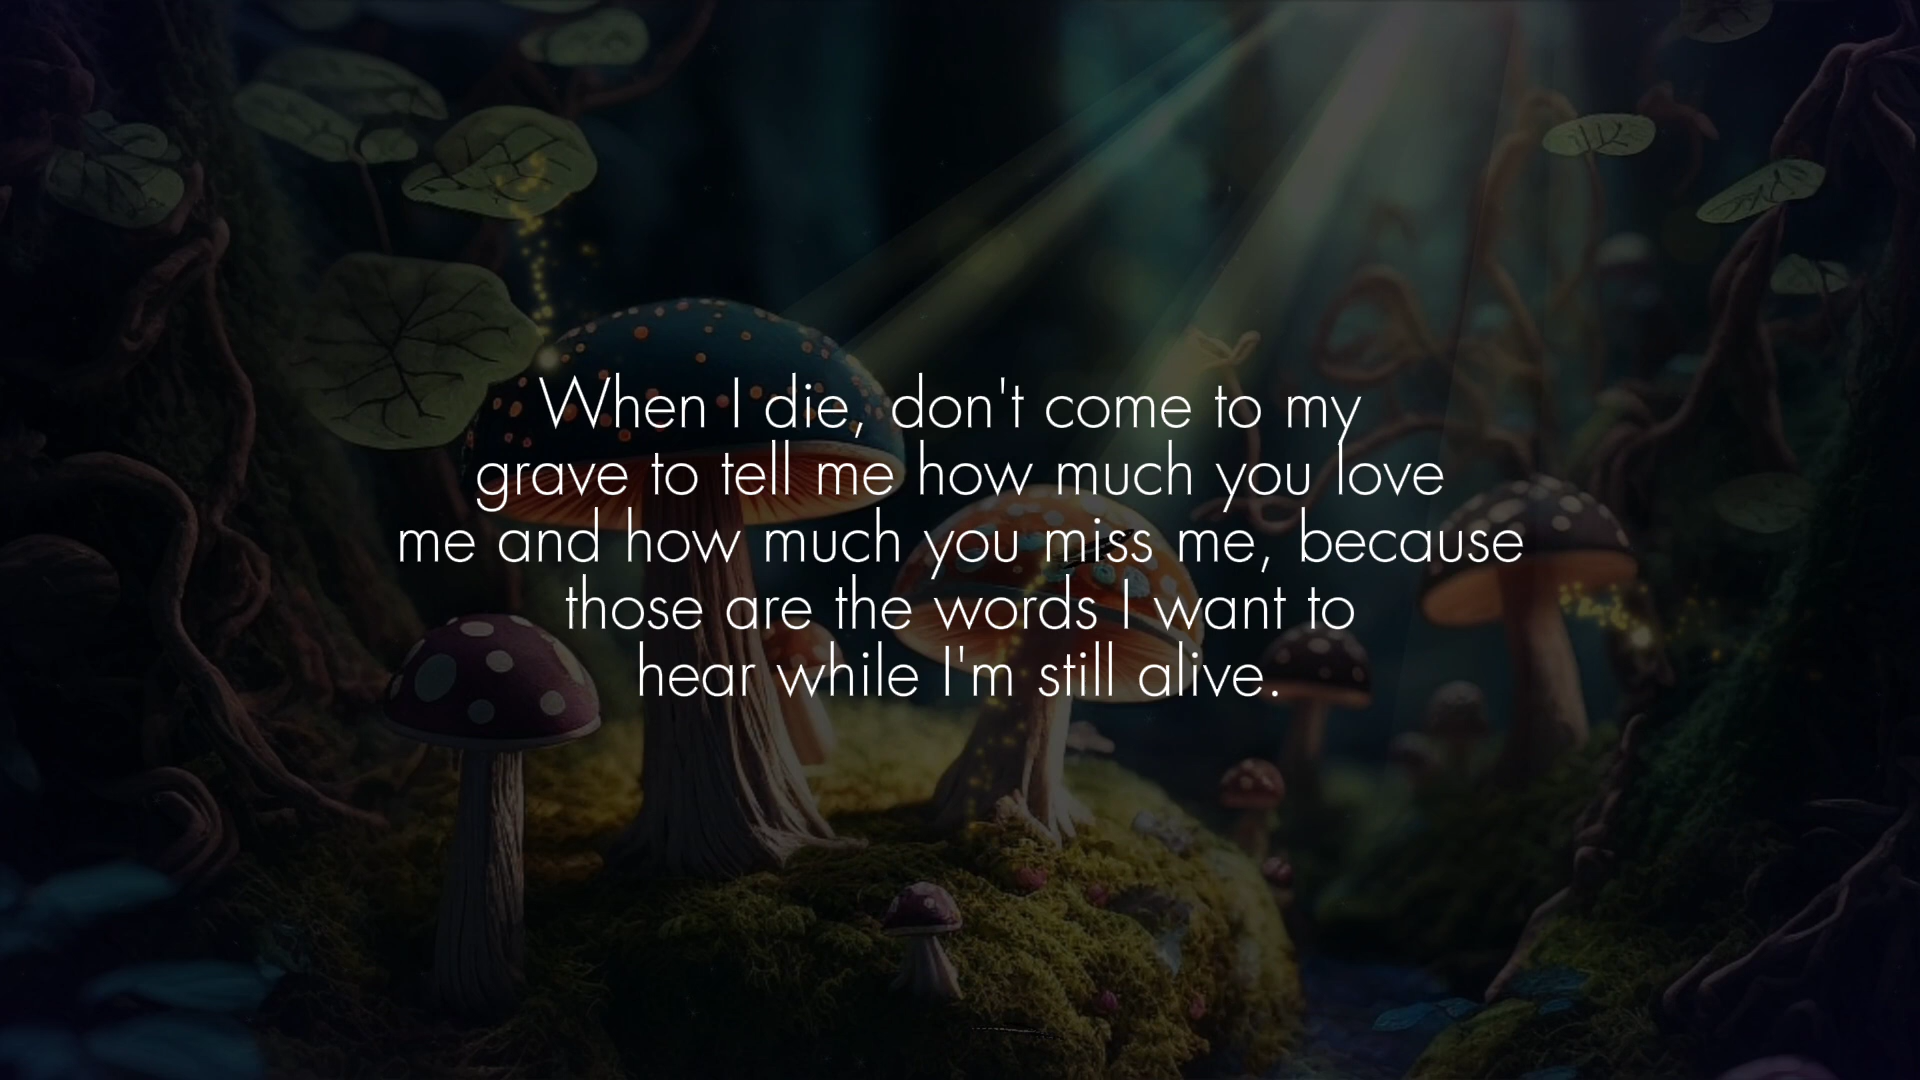 When I die, don't come to my
grave to tell me how much you love
me and how much you miss me, because
those are the words I want to
hear while I'm still alive.